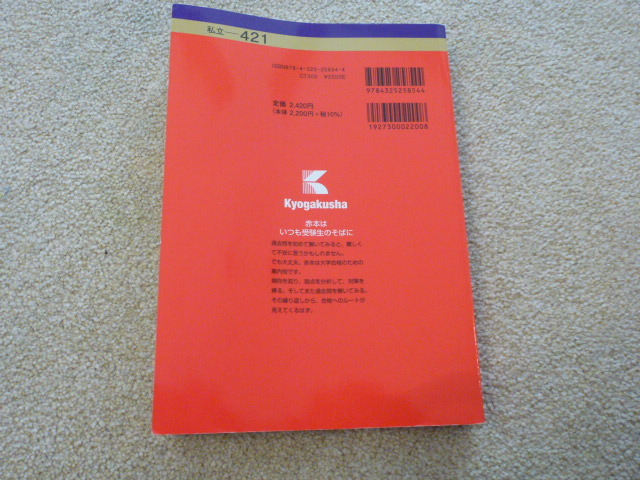 私立—421
ISBN978-4-325-25854-4
C7300 ¥2200E
定価 2,420円
(本体 2,200円+税10%)
9784325258544
1927300022008
Kyogakusha
赤本は
いつも受験生のそばに
過去問を初めて解いてみると、難しく
て不安に思うかもしれません。
でも大丈夫。赤本は大学合格のための
案内役です。
傾向を知り、弱点を分析して、対策を
練る。そしてまた過去問を解いてみる。
その繰り返しから、合格へのルートが
見えてくるはず。